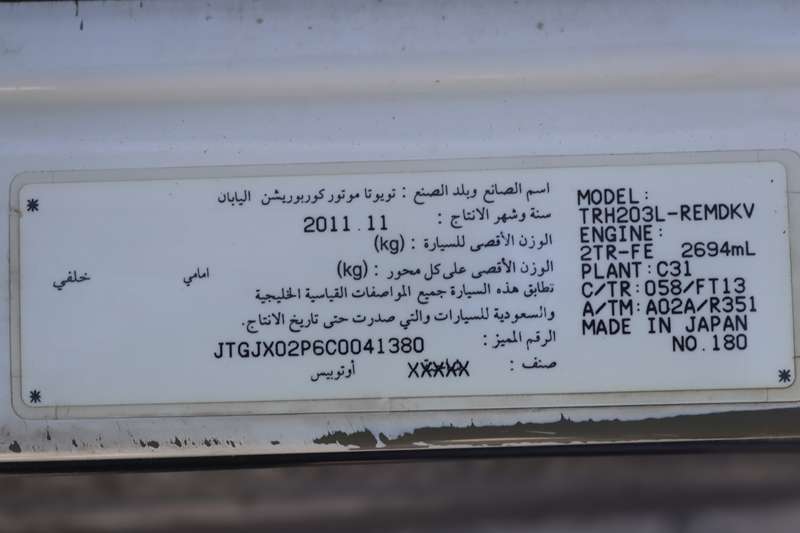 اسم الصانع وبلد الصنع : تويوتا موتور كوربوريشن اليابان
سنة وشهر الانتاج : 2011.11
الوزن الأقصى للسيارة : (kg)
الوزن الأقصى على كل محور : (kg) امامي خلفي
تطابق هذه السيارة جميع المواصفات القياسية الخليجية
والسعودية للسيارات والتي صدرت حتى تاريخ الانتاج.
الرقم المميز : JTGJX02P6C0041380
صنف : أوتوبيس
MODEL:
TRH203L-REMDKV
ENGINE:
2TR-FE 2694mL
PLANT:C31
C/TR:058/FT13
A/TM:A02A/R351
MADE IN JAPAN
NO.180